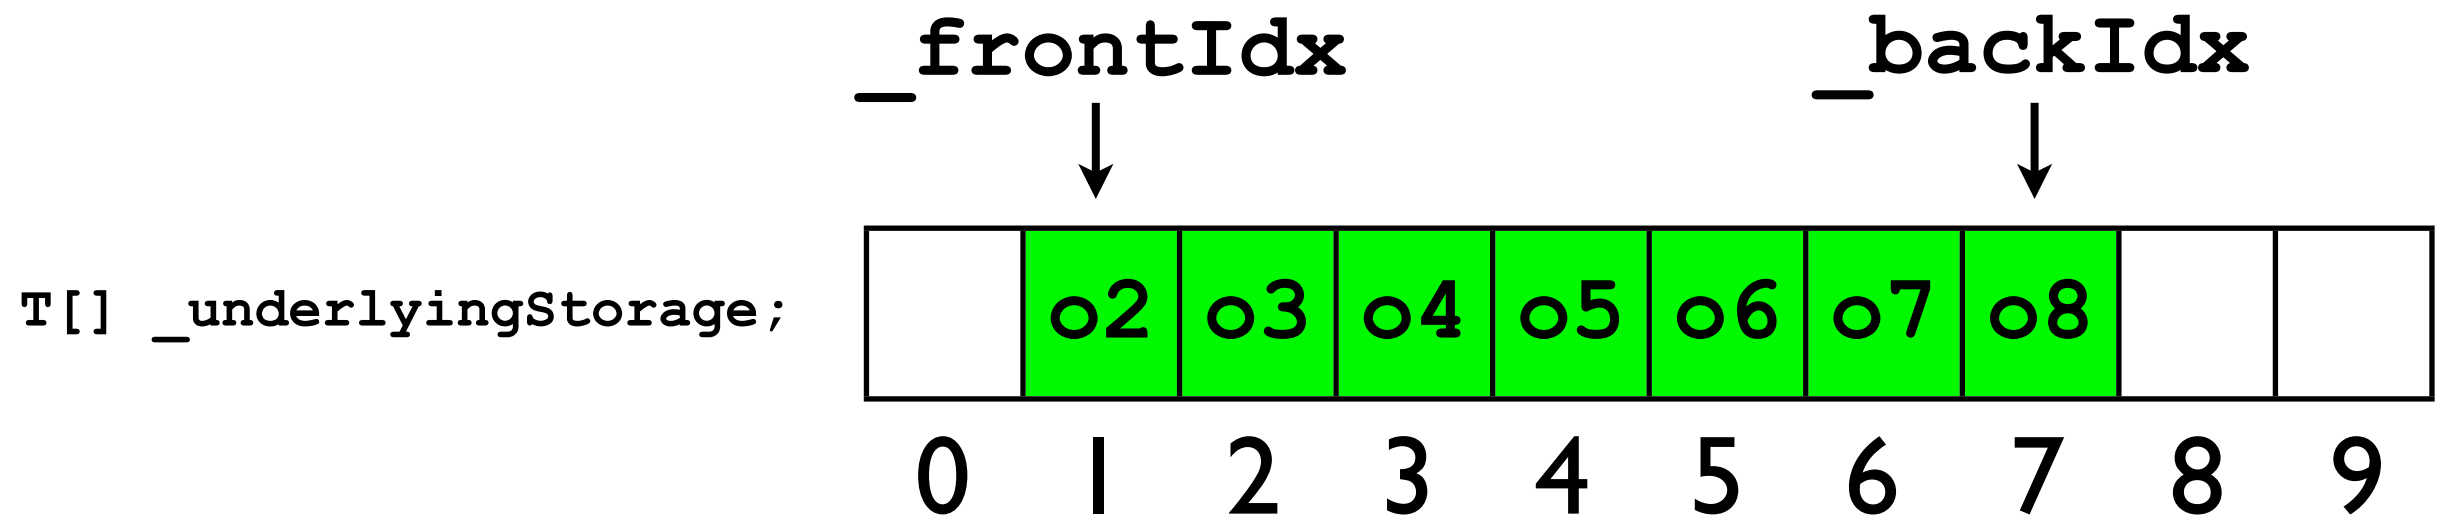 _frontIdx _backIdx
T[] _underlyingStorage; o2 o3 o4 o5 o6 o7 o8
0 1 2 3 4 5 6 7 8 9